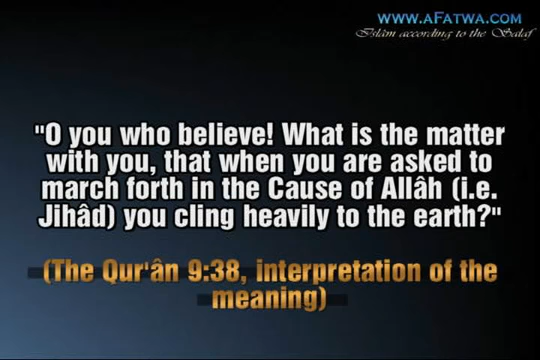 www.aFatwa.com
Islâm according to the Salaf
"O you who believe! What is the matter
with you, that when you are asked to
march forth in the Cause of Allâh (i.e.
Jihâd) you cling heavily to the earth?"
(The Qur'ân 9:38, interpretation of the
meaning)